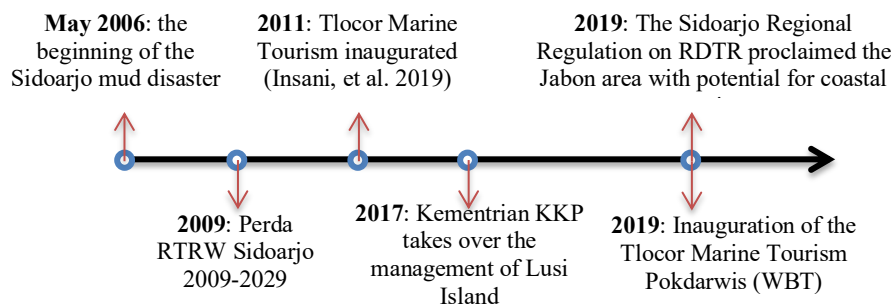 May 2006: the
beginning of the
Sidoarjo mud disaster
2011: Tlocor Marine
Tourism inaugurated
(Insani, et al. 2019)
2019: The Sidoarjo Regional
Regulation on RDTR proclaimed the
Jabon area with potential for coastal
2009: Perda
RTRW Sidoarjo
2009-2029
2017: Kementrian KKP
takes over the
management of Lusi
Island
2019: Inauguration of the
Tlocor Marine Tourism
Pokdarwis (WBT)